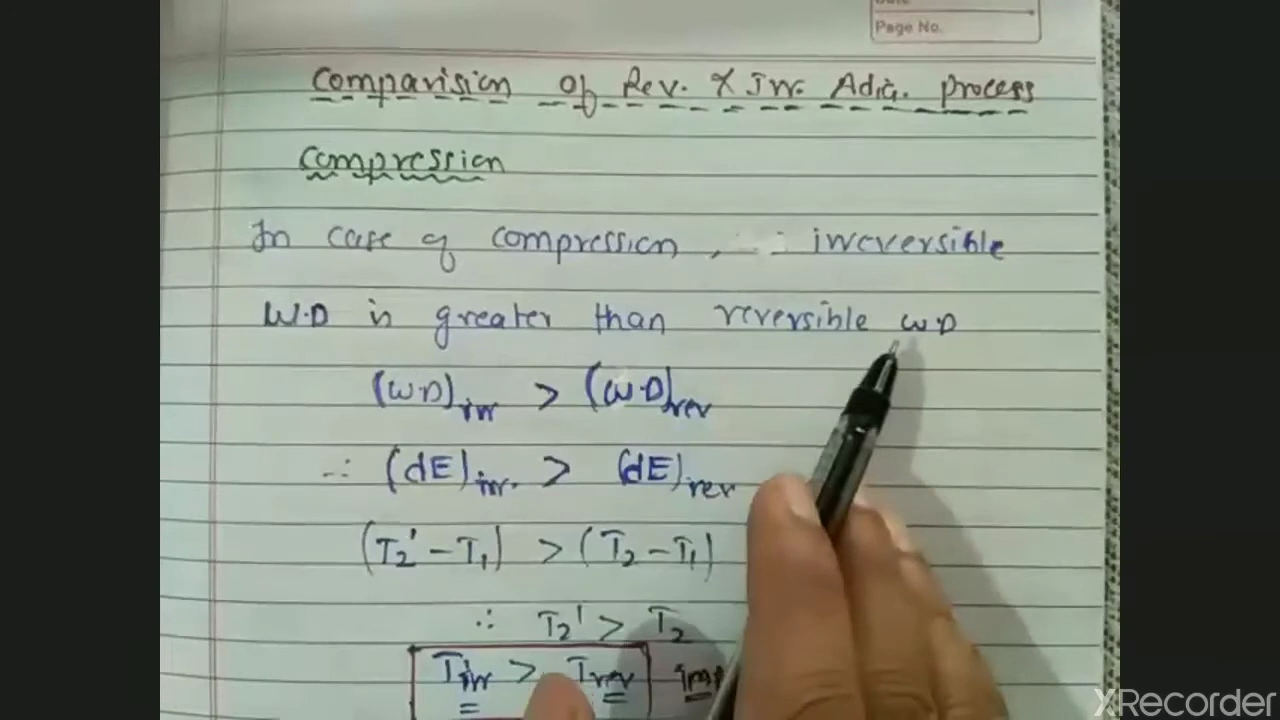 Page No.
Comparision of Rev. & Irr. Adia. Process
Compression
In case of compression, irreversible
W.D is greater than reversible W.D
(W.D)irr > (W.D)rev
∴ (dE)irr. > (dE)rev
(T2' - T1) > (T2 - T1)
∴ T2' > T2
Tirr > Trev
XRecorder